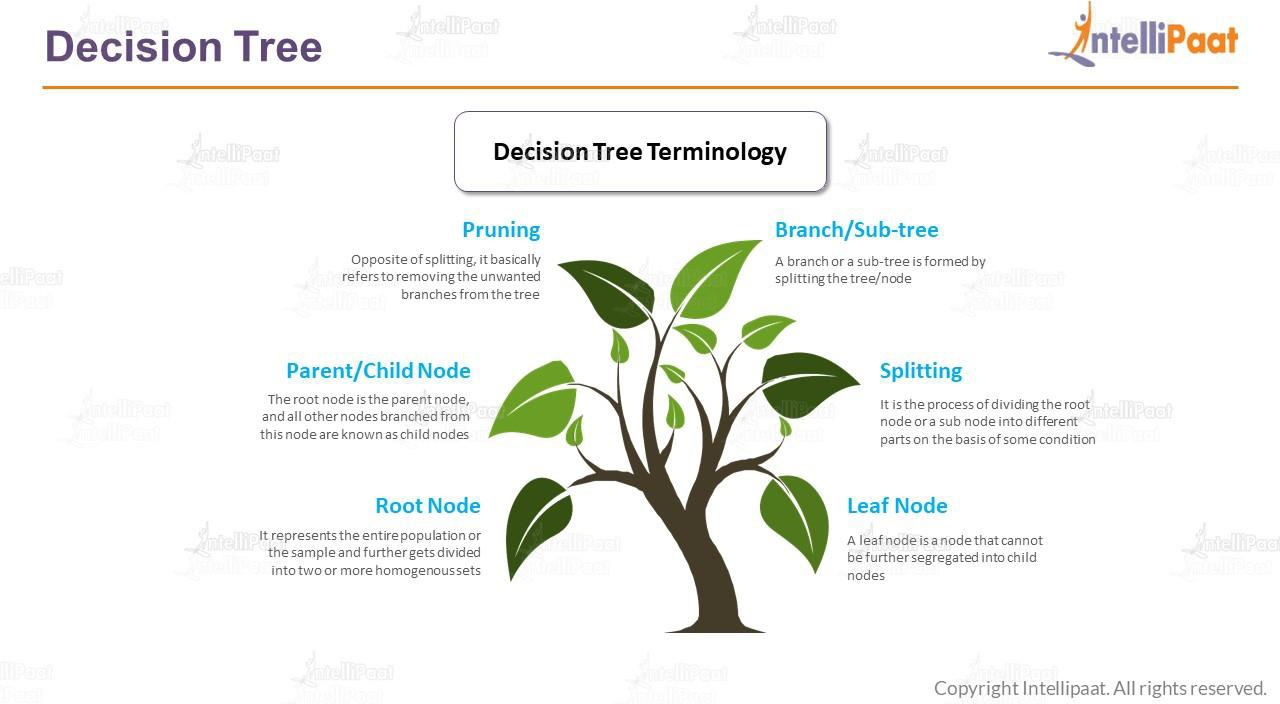 Decision Tree
IntelliPaat
Decision Tree Terminology
Pruning
Opposite of splitting, it basically
refers to removing the unwanted
branches from the tree
Branch/Sub-tree
A branch or a sub-tree is formed by
splitting the tree/node
Parent/Child Node
The root node is the parent node,
and all other nodes branched from
this node are known as child nodes
Splitting
It is the process of dividing the root
node or a sub node into different
parts on the basis of some condition
Root Node
It represents the entire population or
the sample and further gets divided
into two or more homogenous sets
Leaf Node
A leaf node is a node that cannot
be further segregated into child
nodes
Copyright Intellipaat. All rights reserved.